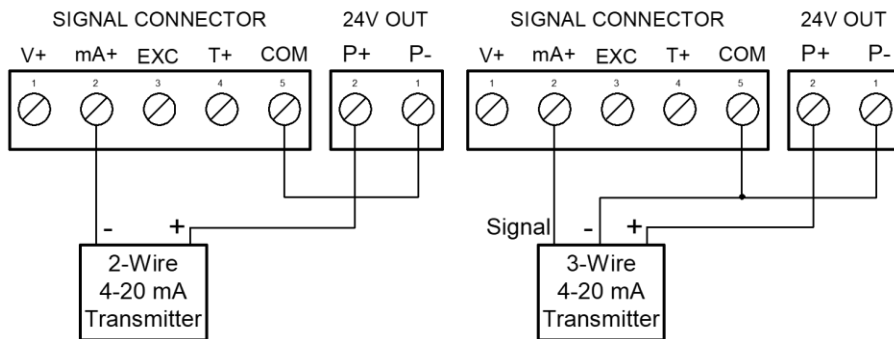 SIGNAL CONNECTOR 24V OUT
V+ mA+ EXC T+ COM P+ P-
1 2 3 4 5 2 1
- +
2-Wire
4-20 mA
Transmitter
SIGNAL CONNECTOR 24V OUT
V+ mA+ EXC T+ COM P+ P-
1 2 3 4 5 2 1
Signal - +
3-Wire
4-20 mA
Transmitter